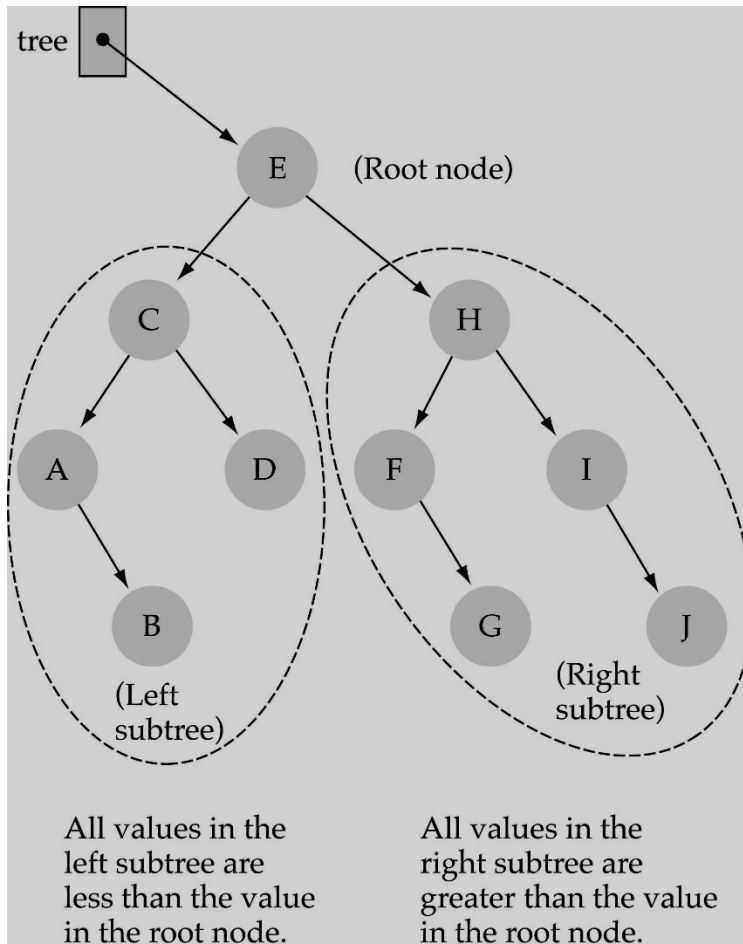 tree
E
(Root node)
C
H
A
D
F
I
B
G
J
(Left
subtree)
(Right
subtree)
All values in the
left subtree are
less than the value
in the root node.
All values in the
right subtree are
greater than the value
in the root node.